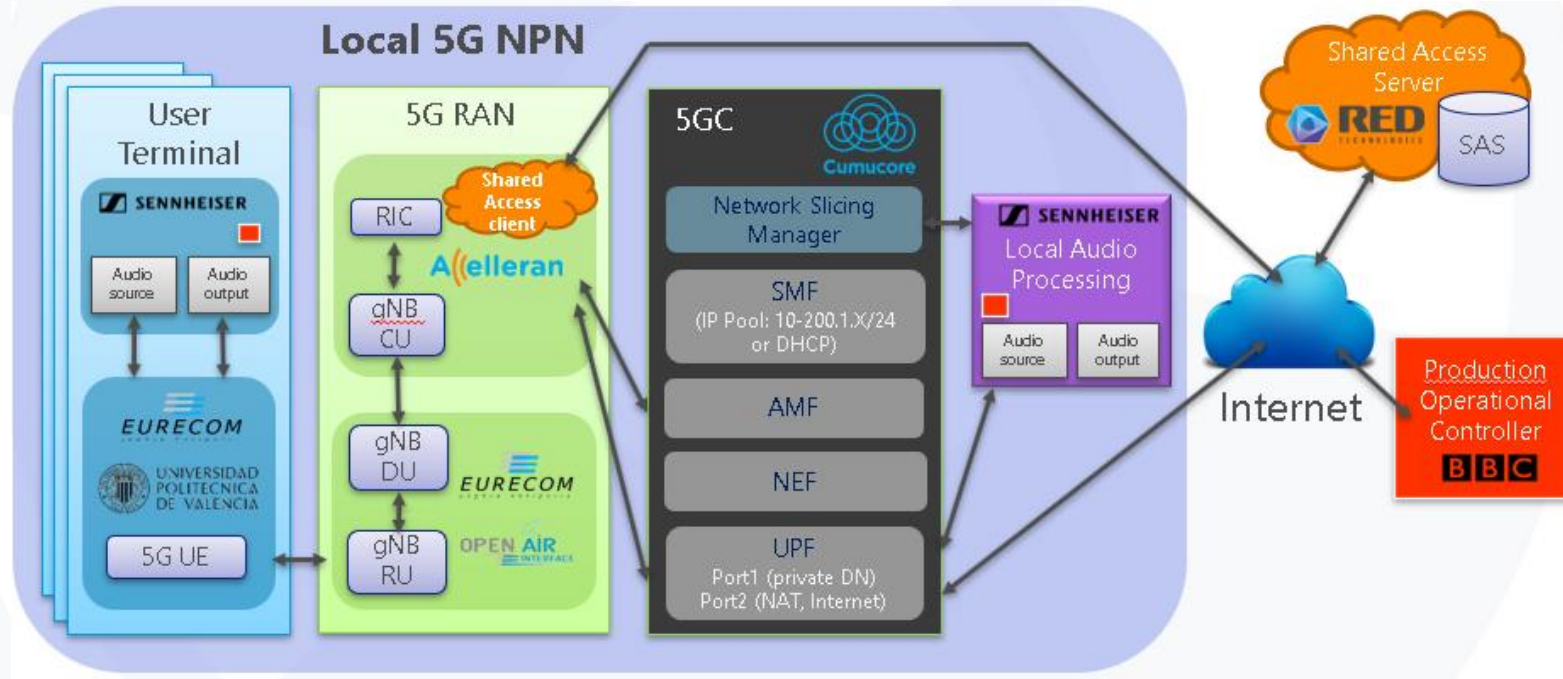 Local 5G NPN
User
Terminal
SENNHEISER
Audio
source
Audio
output
EURECOM
UNIVERSIDAD
POLITECNICA
DE VALENCIA
5G UE
5G RAN
RIC
Shared
Access
client
Accelleran
gNB
CU
gNB
DU
EURECOM
gNB
RU
OPEN AIR
INTERFACE
5GC
Cumucore
Network Slicing
Manager
SMF
(IP Pool: 10-200.1.X/24
or DHCP)
AMF
NEF
UPF
Port1 (private DN)
Port2 (NAT, Internet)
SENNHEISER
Local Audio
Processing
Audio
source
Audio
output
Shared Access
Server
RED
TECHNOLOGIES
SAS
Internet
Production
Operational
Controller
BBC